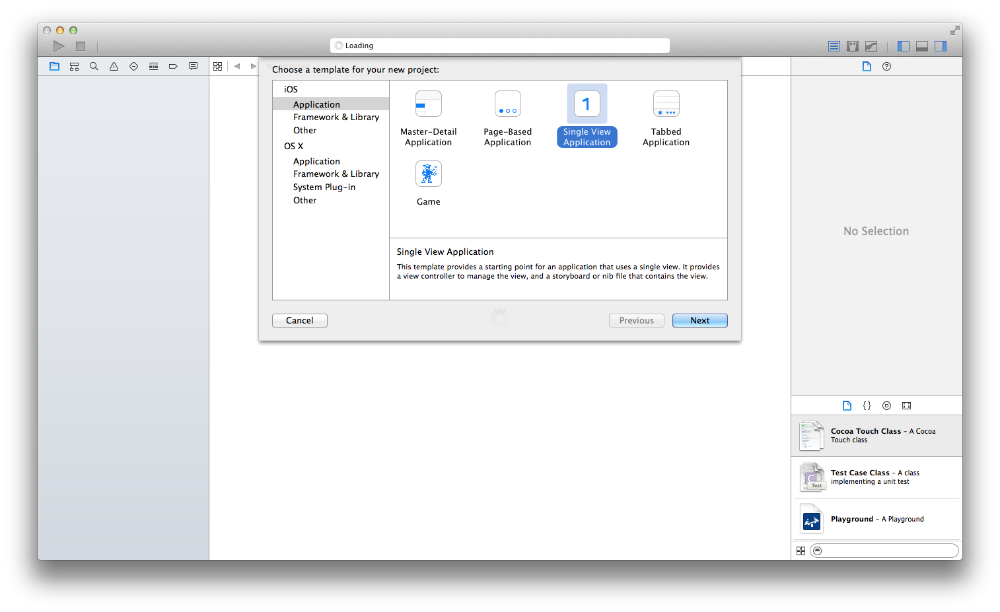 Loading
Choose a template for your new project:
iOS
Application
Framework & Library
Other
OS X
Application
Framework & Library
System Plug-in
Other
Master-Detail
Application
Page-Based
Application
1
Single View
Application
Tabbed
Application
Game
Single View Application
This template provides a starting point for an application that uses a single view. It provides
a view controller to manage the view, and a storyboard or nib file that contains the view.
Cancel
Previous
Next
No Selection
Cocoa Touch Class – A Cocoa
Touch class
C
Test
Test Case Class – A class
implementing a unit test
Playground – A Playground